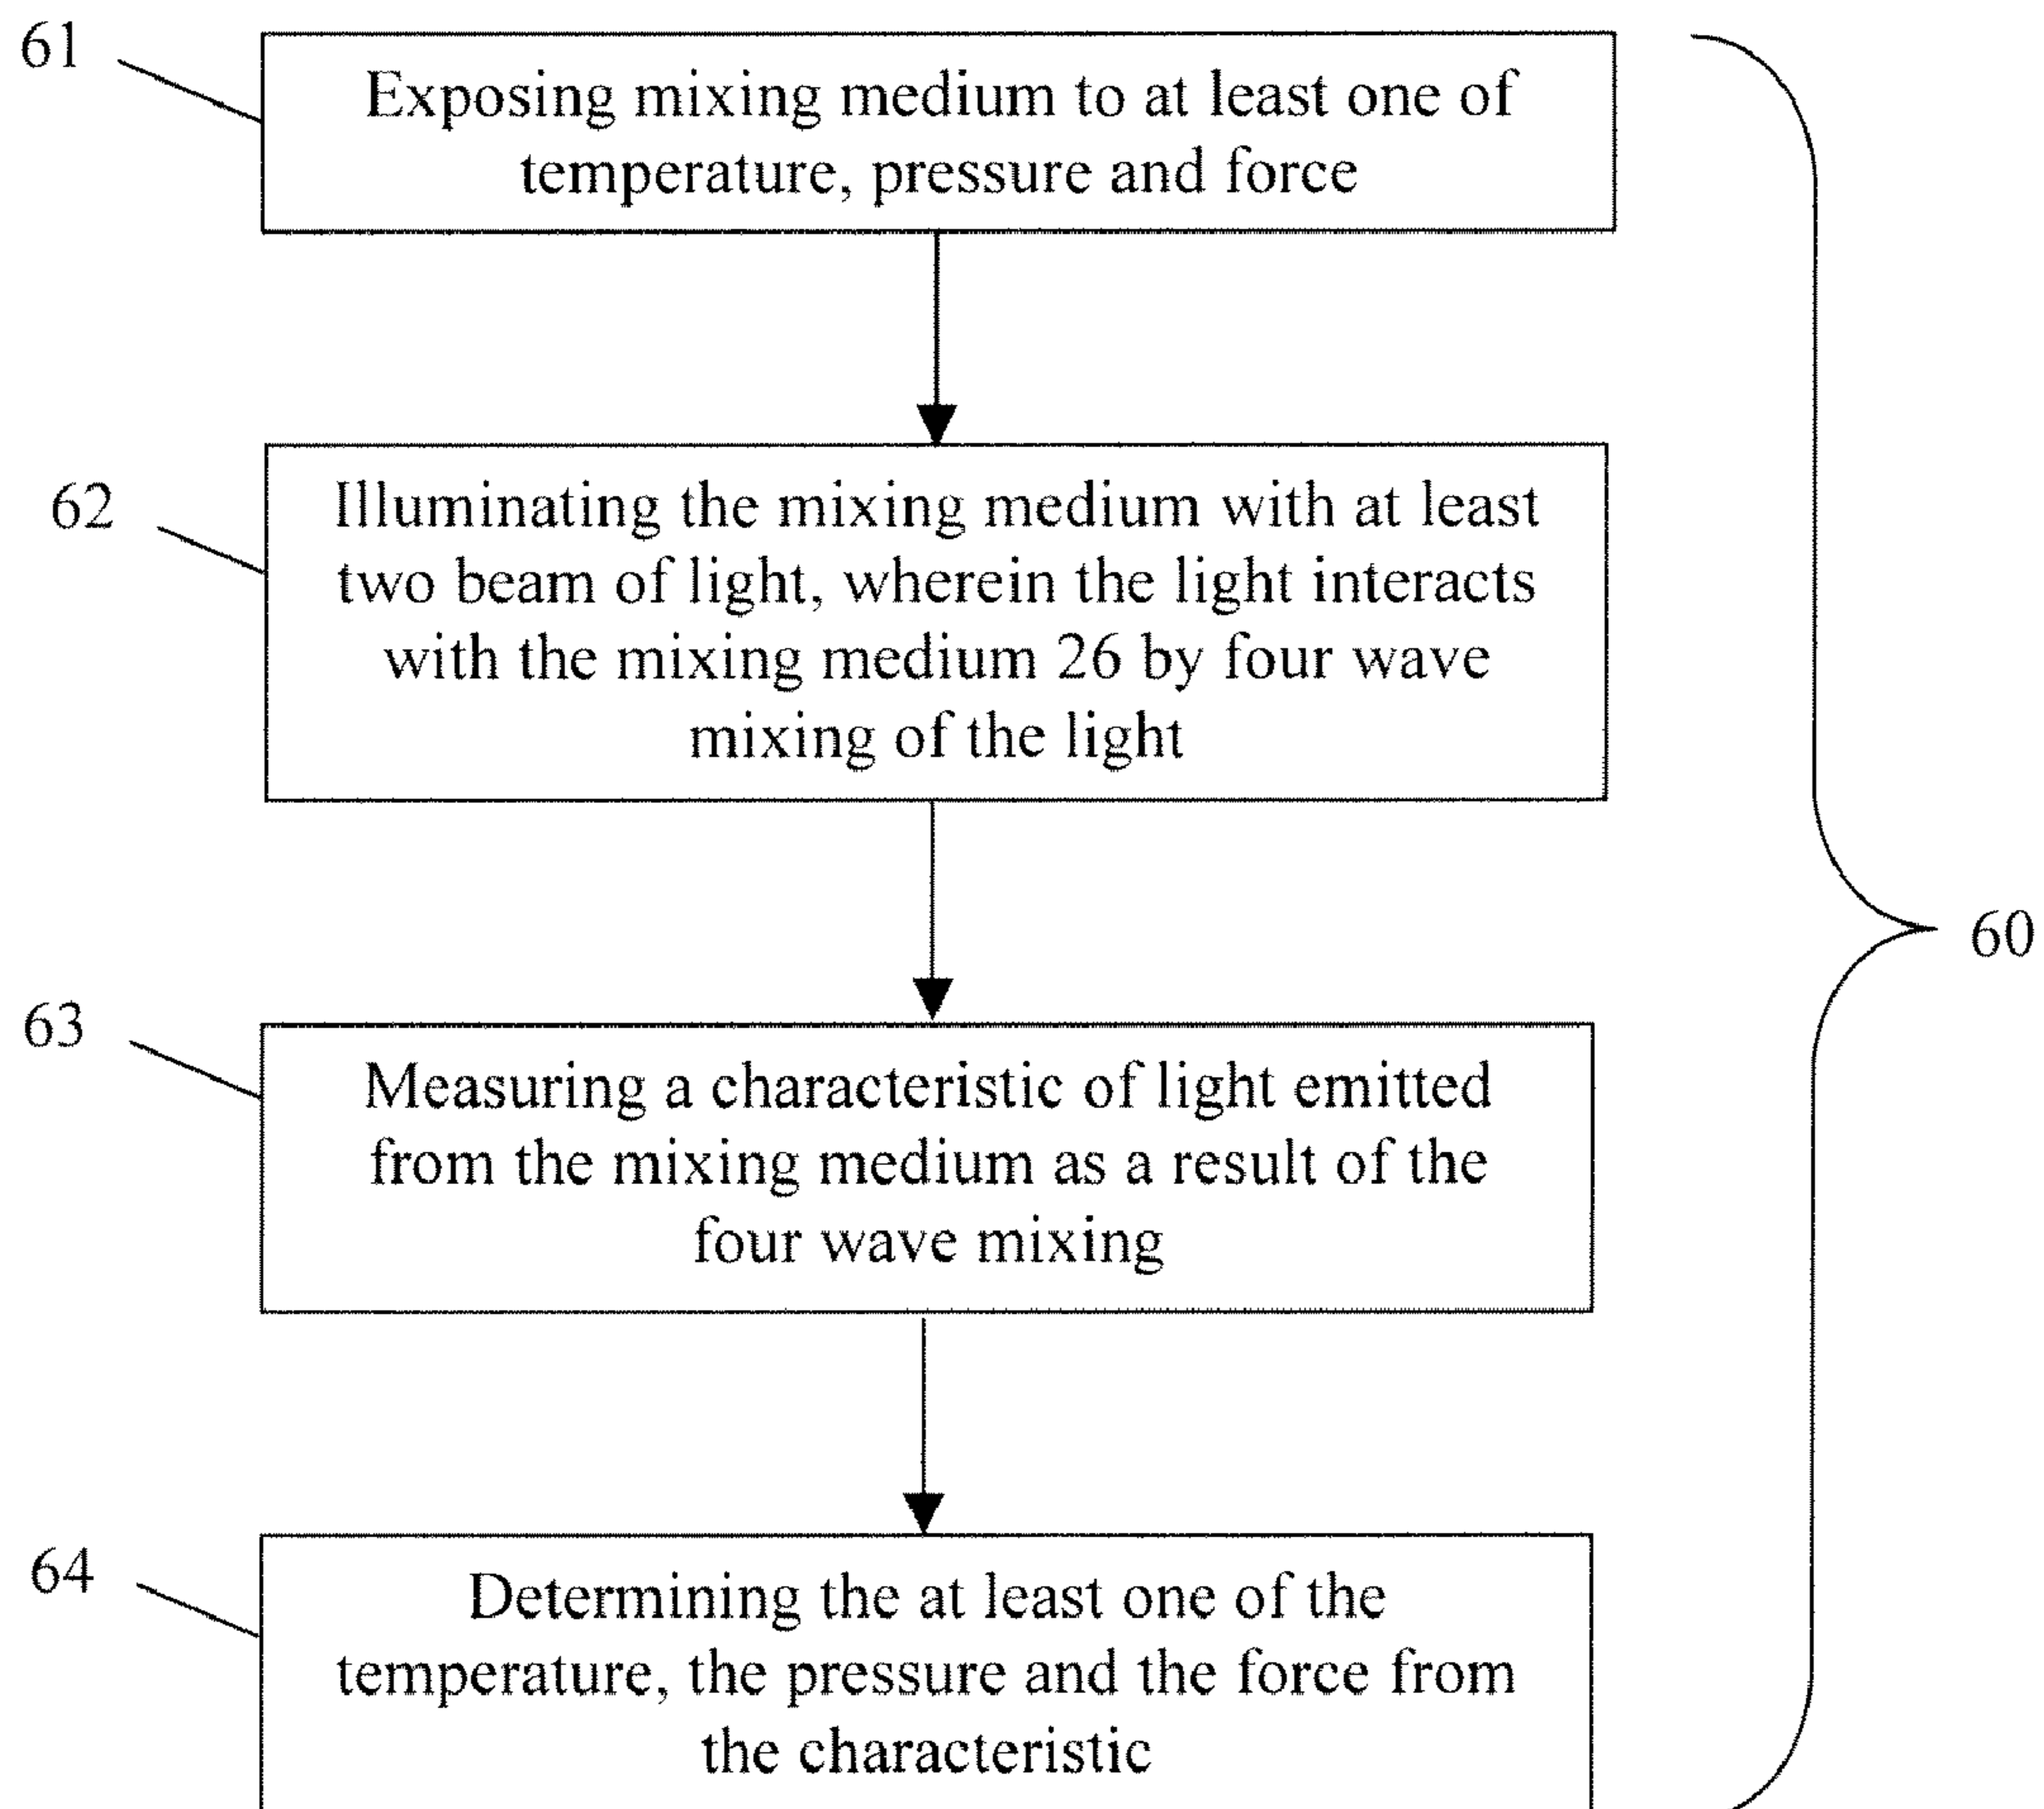 61
Exposing mixing medium to at least one of
temperature, pressure and force
62
Illuminating the mixing medium with at least
two beam of light, wherein the light interacts
with the mixing medium 26 by four wave
mixing of the light
60
63
Measuring a characteristic of light emitted
from the mixing medium as a result of the
four wave mixing
64
Determining the at least one of the
temperature, the pressure and the force from
the characteristic